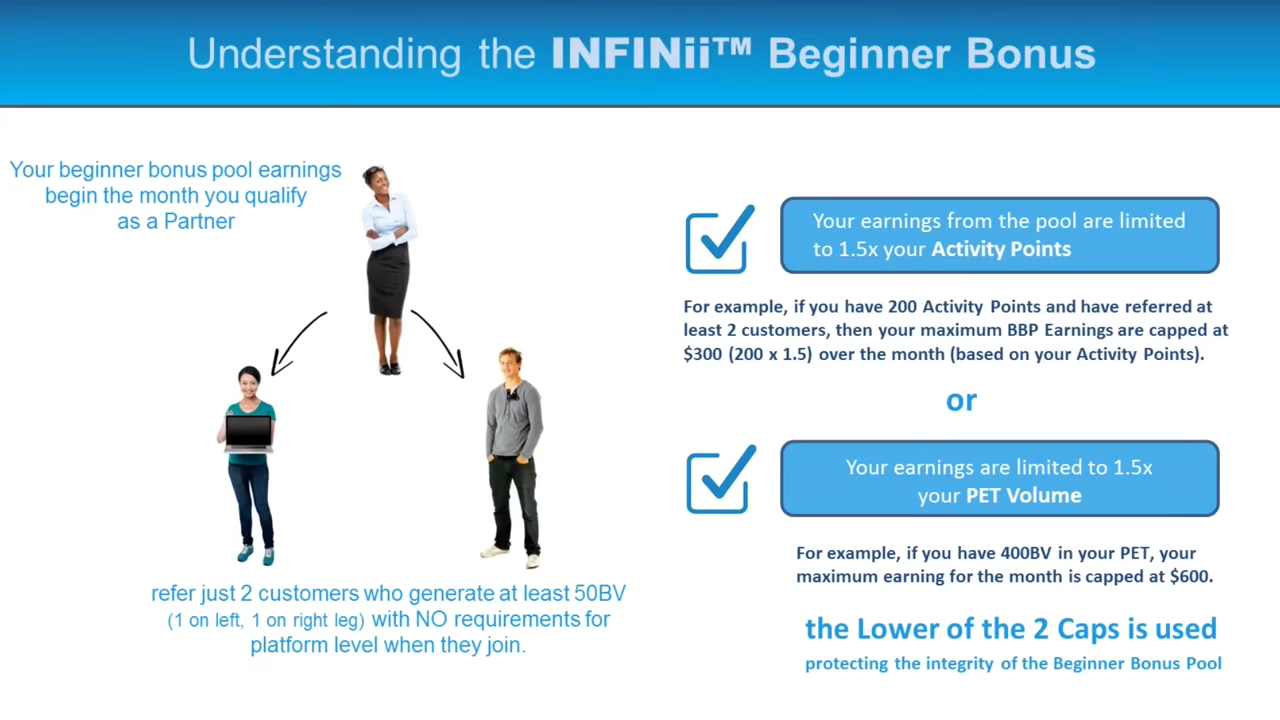 Understanding the INFINii™ Beginner Bonus
Your beginner bonus pool earnings
begin the month you qualify
as a Partner
refer just 2 customers who generate at least 50BV
(1 on left, 1 on right leg) with NO requirements for
platform level when they join.
Your earnings from the pool are limited
to 1.5x your Activity Points
For example, if you have 200 Activity Points and have referred at
least 2 customers, then your maximum BBP Earnings are capped at
$300 (200 x 1.5) over the month (based on your Activity Points).
or
Your earnings are limited to 1.5x
your PET Volume
For example, if you have 400BV in your PET, your
maximum earning for the month is capped at $600.
the Lower of the 2 Caps is used
protecting the integrity of the Beginner Bonus Pool